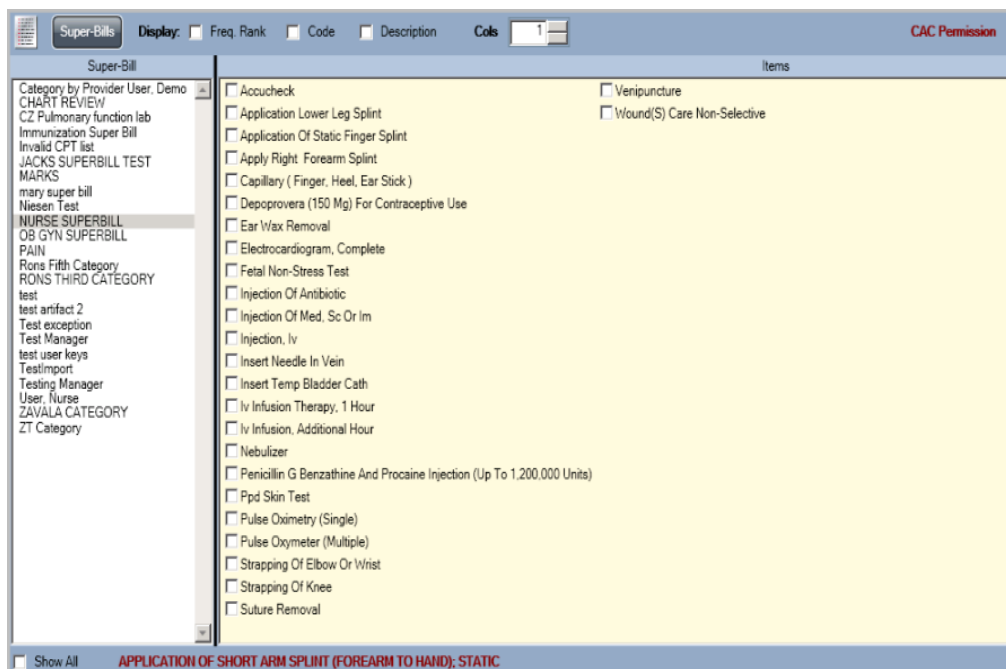 Super-Bills Display: Freq. Rank Code Description Cols 1 CAC Permission
Super-Bill
Category by Provider User, Demo
CHART REVIEW
CZ Pulmonary function lab
Immunization Super Bill
Invalid CPT list
JACKS SUPERBILL TEST
MARKS
mary super bill
Niesen Test
NURSE SUPERBILL
OB GYN SUPERBILL
PAIN
Rons Fifth Category
RONS THIRD CATEGORY
test
test artifact 2
Test exception
Test Manager
test user keys
TestImport
Testing Manager
User, Nurse
ZAVALA CATEGORY
ZT Category
Items
Accucheck
Application Lower Leg Splint
Application Of Static Finger Splint
Apply Right Forearm Splint
Capillary ( Finger, Heel, Ear Stick )
Depoprovera (150 Mg) For Contraceptive Use
Ear Wax Removal
Electrocardiogram, Complete
Fetal Non-Stress Test
Injection Of Antibiotic
Injection Of Med, Sc Or Im
Injection, Iv
Insert Needle In Vein
Insert Temp Bladder Cath
Iv Infusion Therapy, 1 Hour
Iv Infusion, Additional Hour
Nebulizer
Penicillin G Benzathine And Procaine Injection (Up To 1,200,000 Units)
Ppd Skin Test
Pulse Oximetry (Single)
Pulse Oxymeter (Multiple)
Strapping Of Elbow Or Wrist
Strapping Of Knee
Suture Removal
Venipuncture
Wound(S) Care Non-Selective
Show All APPLICATION OF SHORT ARM SPLINT (FOREARM TO HAND); STATIC